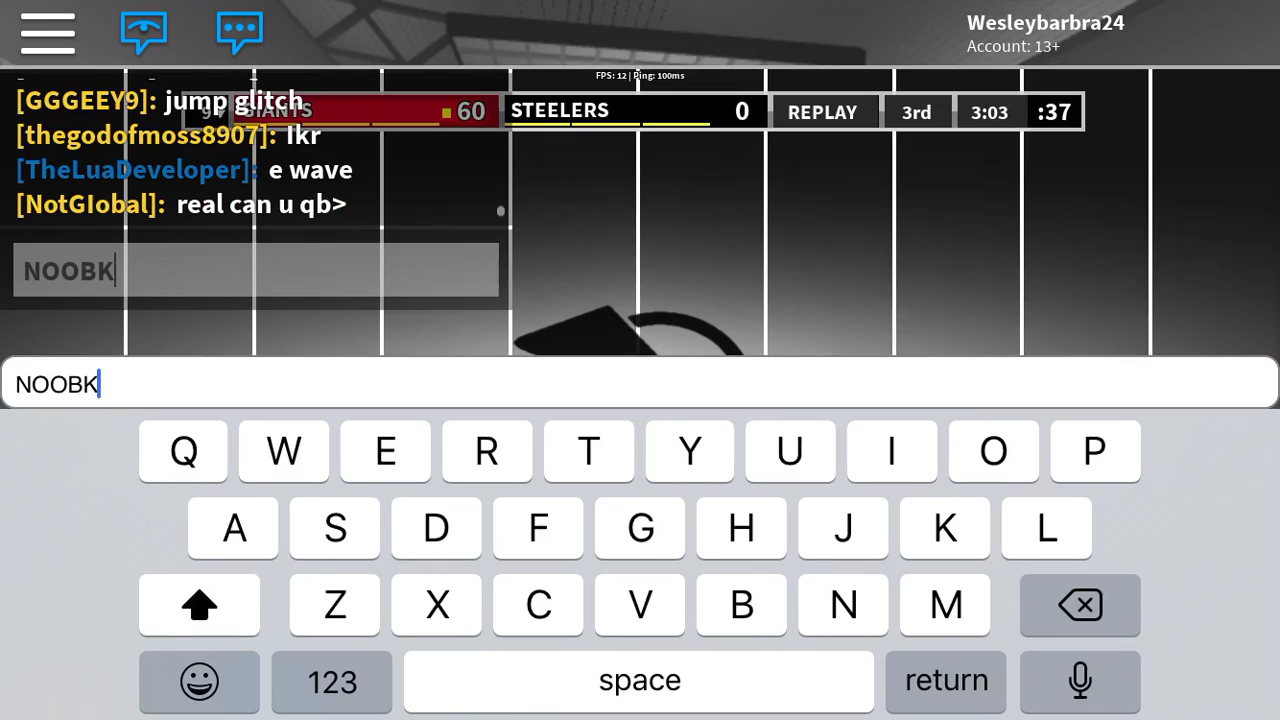 Wesleybarbra24
Account: 13+
FPS: 12 | Ping: 100ms
GIANTS 60 STEELERS 0 REPLAY 3rd 3:03 :37
[GGGEEY9]: jump glitch
[thegodofmoss8907]: Ikr
[TheLuaDeveloper]: e wave
[NotGIobal]: real can u qb>
NOOBK
NOOBK
Q W E R T Y U I O P
A S D F G H J K L
Z X C V B N M
123 space return